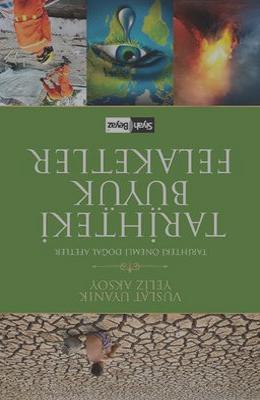 VUSLAT UYANIK
YELİZ AKSOY
TARİHTEKİ ÖNEMLİ DOĞAL AFETLER
TARİHTEKİ
BÜYÜK
FELAKETLER
Siyah Beyaz